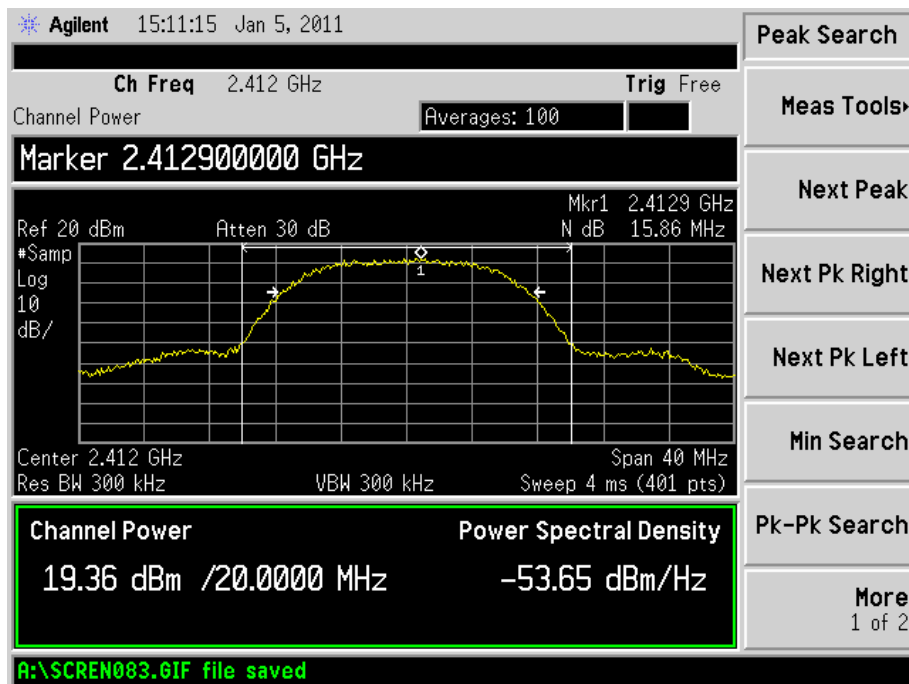 Agilent 15:11:15 Jan 5, 2011
Peak Search
Ch Freq 2.412 GHz Trig Free
Channel Power Averages: 100
Meas Tools
Marker 2.412900000 GHz
Next Peak
Mkr1 2.4129 GHz
Ref 20 dBm Atten 30 dB N dB 15.86 MHz
#Samp
Log
10
dB/
1
Next Pk Right
Next Pk Left
Min Search
Center 2.412 GHz Span 40 MHz
Res BW 300 kHz VBW 300 kHz Sweep 4 ms (401 pts)
Channel Power Power Spectral Density
Pk-Pk Search
19.36 dBm /20.0000 MHz -53.65 dBm/Hz
More
1 of 2
A:\SCREN083.GIF file saved